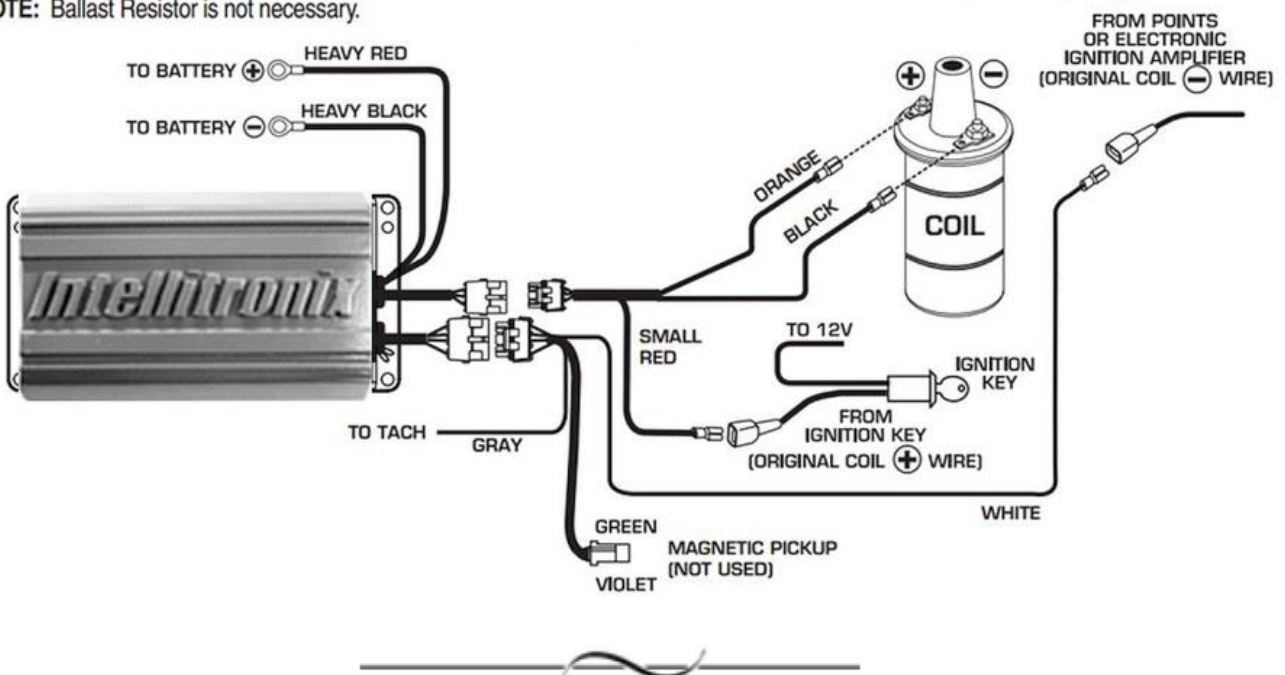 NOTE: Ballast Resistor is not necessary.
FROM POINTS
OR ELECTRONIC
IGNITION AMPLIFIER
(ORIGINAL COIL ⊖ WIRE)
HEAVY RED
TO BATTERY ⊕
HEAVY BLACK
TO BATTERY ⊖
⊕ ⊖
ORANGE
BLACK
COIL
Intellitronix
SMALL
RED
TO 12V
IGNITION
KEY
FROM
IGNITION KEY
(ORIGINAL COIL ⊕ WIRE)
TO TACH
GRAY
WHITE
GREEN
VIOLET
MAGNETIC PICKUP
(NOT USED)